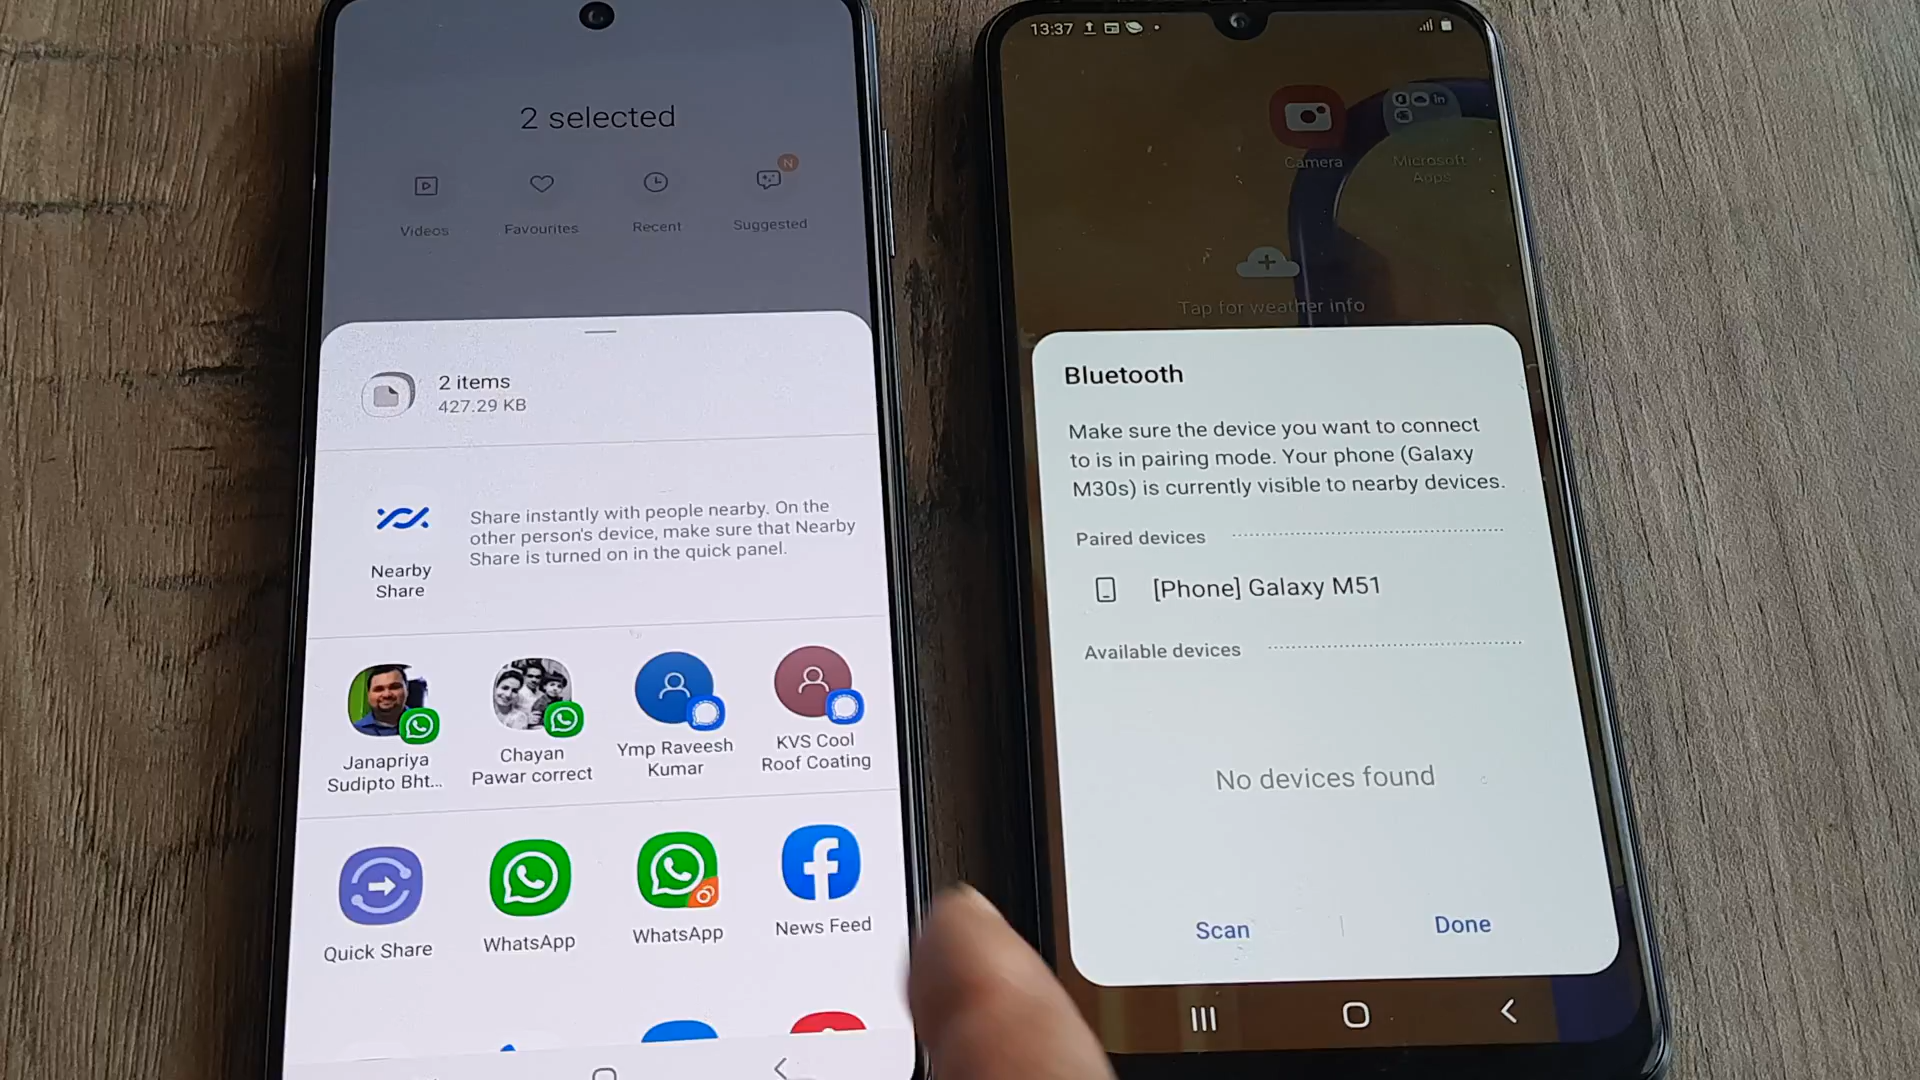 2 selected
Videos
Favourites
Recent
Suggested
N
2 items
427.29 KB
Nearby
Share
Share instantly with people nearby. On the
other person's device, make sure that Nearby
Share is turned on in the quick panel.
Janapriya
Sudipto Bht...
Chayan
Pawar correct
Ymp Raveesh
Kumar
KVS Cool
Roof Coating
Quick Share
WhatsApp
WhatsApp
News Feed
13:37
Camera
Microsoft
Apps
in
Tap for weather info
Bluetooth
Make sure the device you want to connect
to is in pairing mode. Your phone (Galaxy
M30s) is currently visible to nearby devices.
Paired devices
[Phone] Galaxy M51
Available devices
No devices found
Scan
Done